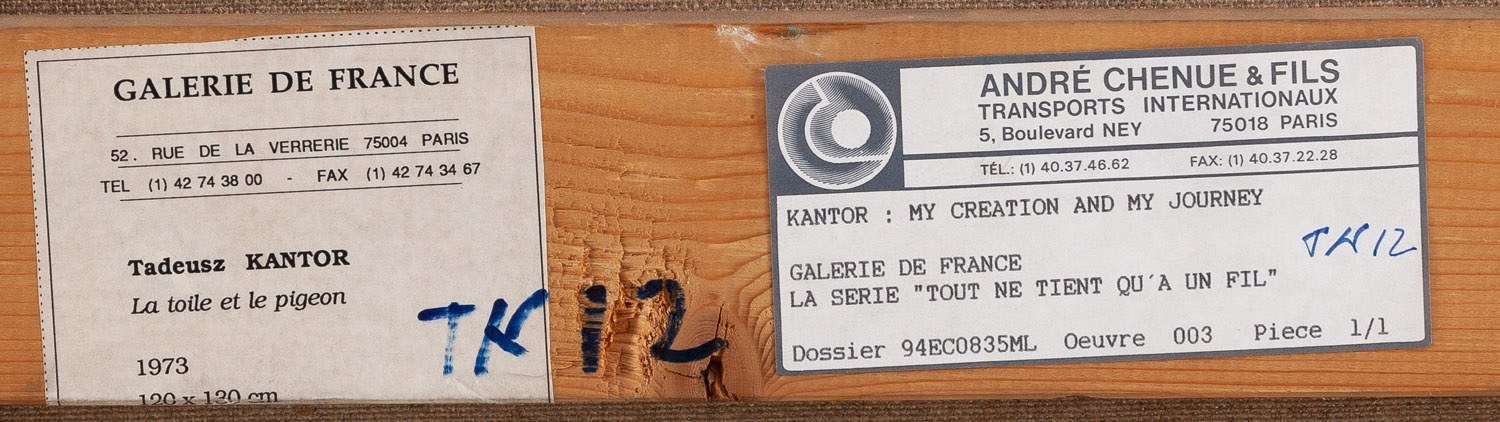 GALERIE DE FRANCE
52. RUE DE LA VERRERIE 75004 PARIS
TEL (1) 42 74 38 00 - FAX (1) 42 74 34 67
Tadeusz KANTOR
La toile et le pigeon
1973
120 x 130 cm
TK 12
ANDRÉ CHENUE & FILS
TRANSPORTS INTERNATIONAUX
5, Boulevard NEY 75018 PARIS
TÉL.: (1) 40.37.46.62 FAX: (1) 40.37.22.28
KANTOR : MY CREATION AND MY JOURNEY
TK 12
GALERIE DE FRANCE
LA SERIE "TOUT NE TIENT QU'A UN FIL"
Dossier 94EC0835ML Oeuvre 003 Piece 1/1